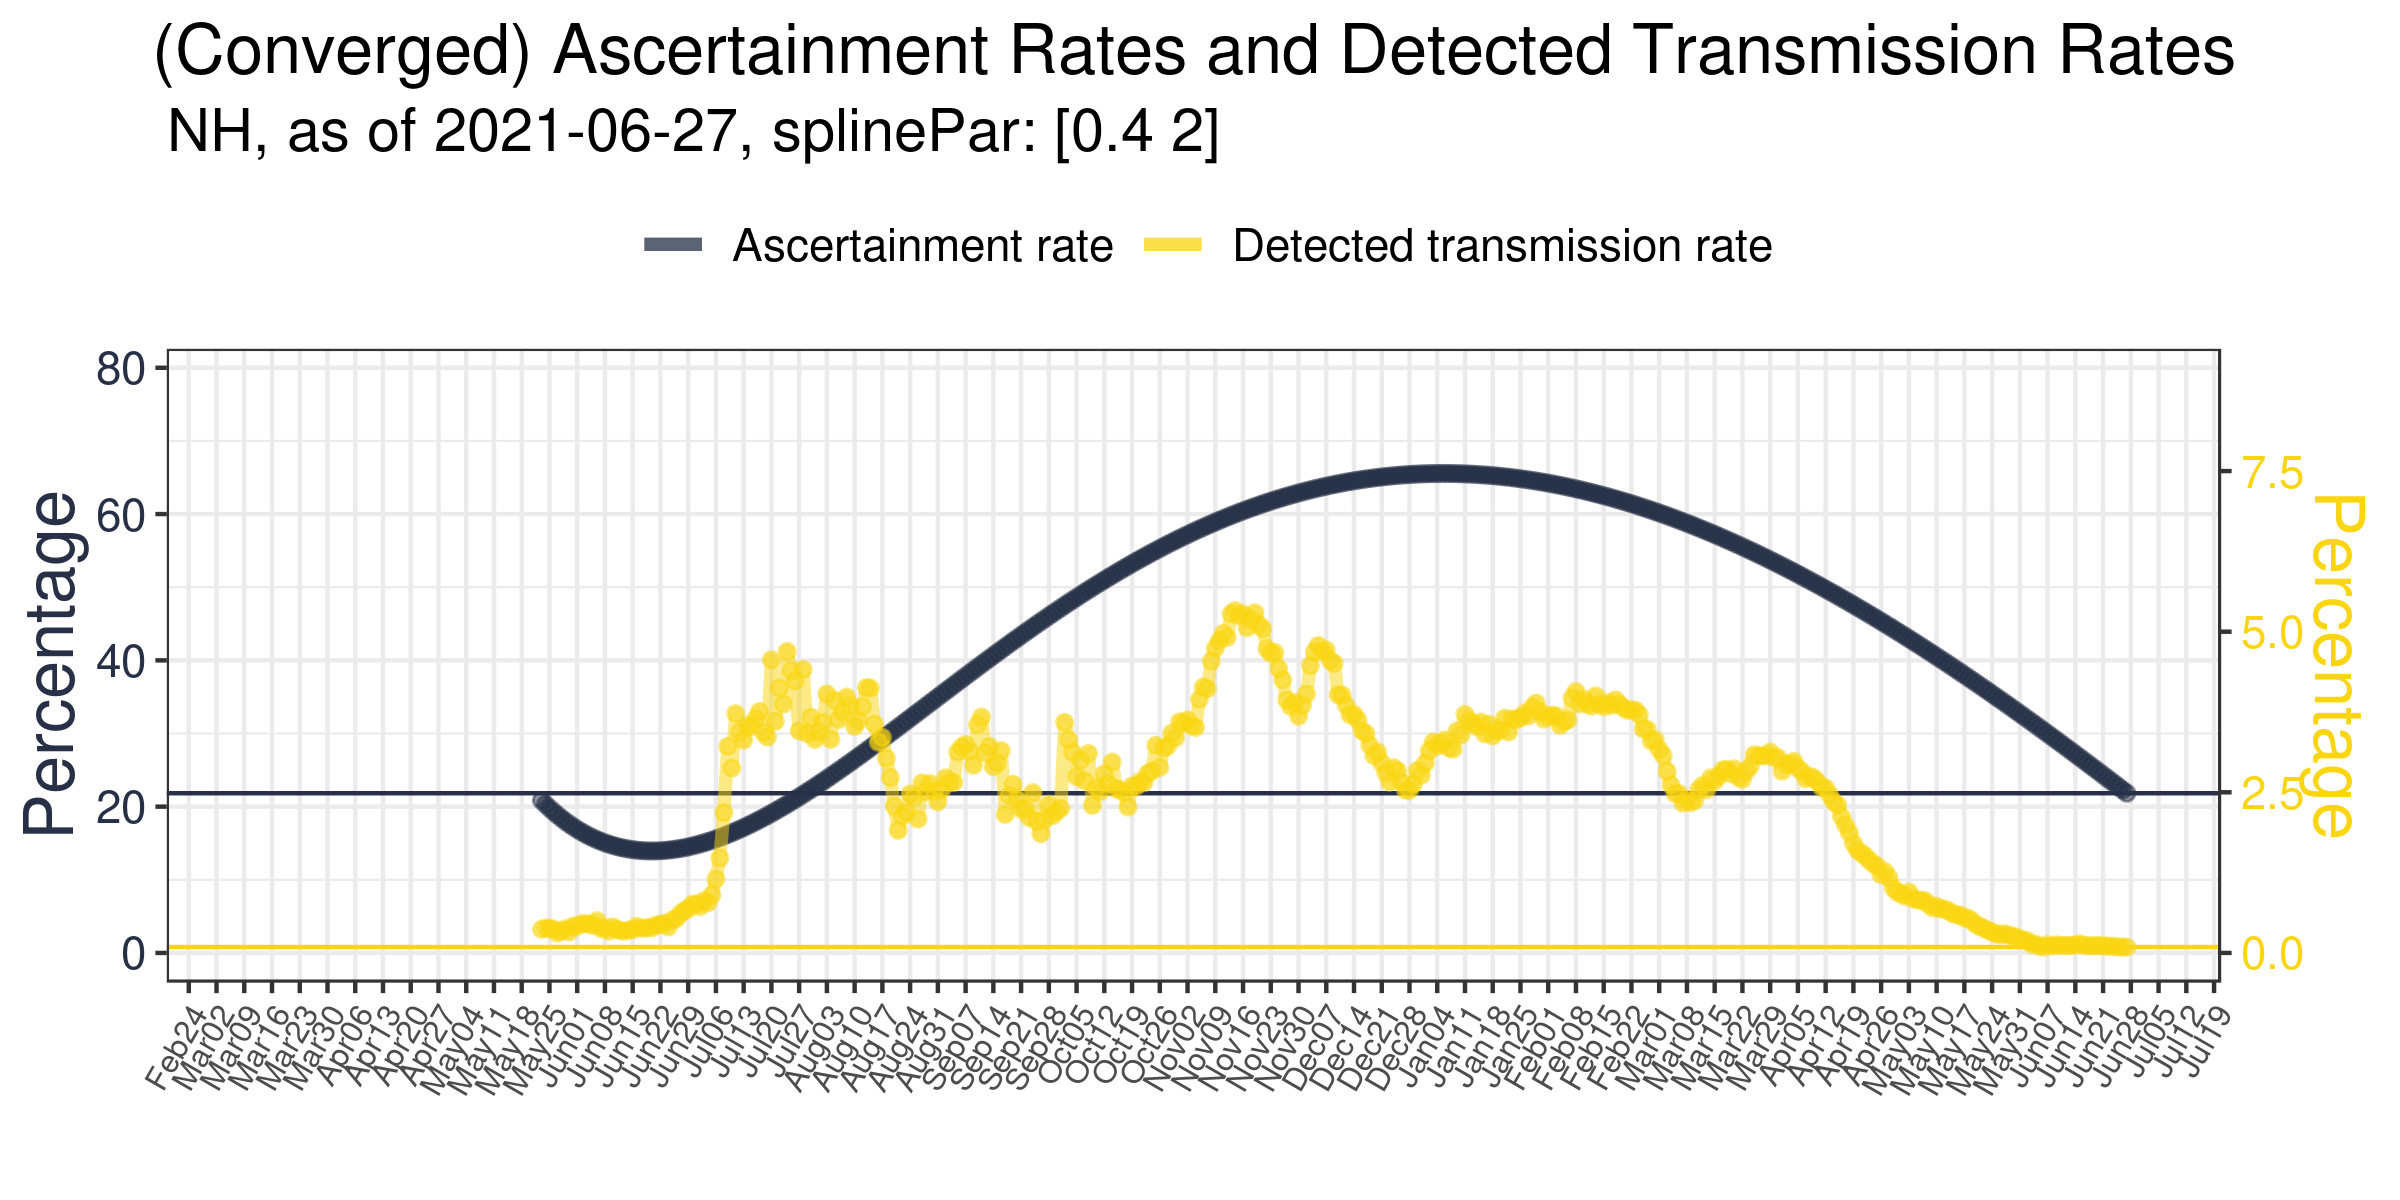 (Converged) Ascertainment Rates and Detected Transmission Rates
NH, as of 2021-06-27, splinePar: [0.4 2]
Ascertainment rate
Detected transmission rate
Percentage
80
60
40
20
0
7.5
5.0
2.5
0.0
Percentage
Feb24
Mar02
Mar09
Mar16
Mar23
Mar30
Apr06
Apr13
Apr20
Apr27
May04
May11
May18
May25
Jun01
Jun08
Jun15
Jun22
Jun29
Jul06
Jul13
Jul20
Jul27
Aug03
Aug10
Aug17
Aug24
Aug31
Sep07
Sep14
Sep21
Sep28
Oct05
Oct12
Oct19
Oct26
Nov02
Nov09
Nov16
Nov23
Nov30
Dec07
Dec14
Dec21
Dec28
Jan04
Jan11
Jan18
Jan25
Feb01
Feb08
Feb15
Feb22
Mar01
Mar08
Mar15
Mar22
Mar29
Apr05
Apr12
Apr19
Apr26
May03
May10
May17
May24
May31
Jun07
Jun14
Jun21
Jun28
Jul05
Jul12
Jul19